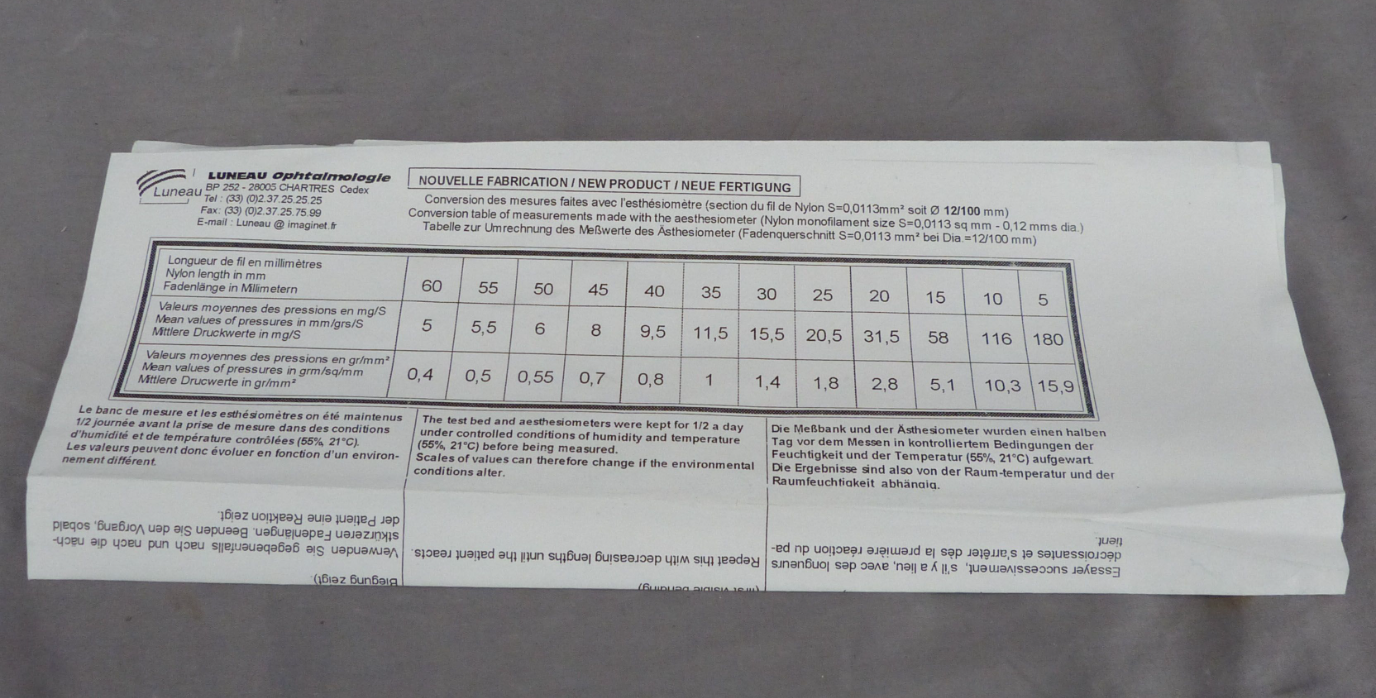 Luneau
LUNEAU Ophtalmologie
BP 252 - 28005 CHARTRES Cedex
Tel : (33) (0)2.37.25.25.25
Fax: (33) (0)2.37.25.75.99
E-mail : Luneau @ imaginet.fr
NOUVELLE FABRICATION / NEW PRODUCT / NEUE FERTIGUNG
Conversion des mesures faites avec l'esthésiomètre (section du fil de Nylon S=0,0113mm² soit Ø 12/100 mm)
Conversion table of measurements made with the aesthesiometer (Nylon monofilament size S=0,0113 sq mm - 0,12 mms dia.)
Tabelle zur Umrechnung des Meßwerte des Ästhesiometer (Fadenquerschnitt S=0,0113 mm² bei Dia.=12/100 mm)
Longueur de fil en millimètres
Nylon length in mm
Fadenlänge in Milimetern
60 55 50 45 40 35 30 25 20 15 10 5
Valeurs moyennes des pressions en mg/S
Mean values of pressures in mm/grs/S
Mittlere Druckwerte in mg/S
5 5,5 6 8 9,5 11,5 15,5 20,5 31,5 58 116 180
Valeurs moyennes des pressions en gr/mm²
Mean values of pressures in grm/sq/mm
Mittlere Drucwerte in gr/mm²
0,4 0,5 0,55 0,7 0,8 1 1,4 1,8 2,8 5,1 10,3 15,9
Le banc de mesure et les esthésiomètres on été maintenus
1/2 journée avant la prise de mesure dans des conditions
d'humidité et de température contrôlées (55%, 21°C).
Les valeurs peuvent donc évoluer en fonction d'un environ-
nement différent.
The test bed and aesthesiometers were kept for 1/2 a day
under controlled conditions of humidity and temperature
(55%, 21°C) before being measured.
Scales of values can therefore change if the environmental
conditions alter.
Die Meßbank und der Ästhesiometer wurden einen halben
Tag vor dem Messen in kontrolliertem Bedingungen der
Feuchtigkeit und der Temperatur (55%, 21°C) aufgewart.
Die Ergebnisse sind also von der Raum-temperatur und der
Raumfeuchtigkeit abhängig.
Essayer successivement, s'il y a lieu, avec des longueurs
décroissantes et s'arrêter dès la première réaction du pa-
tient.
(first visible bending)
Repeat this with decreasing lengths until the patient reacts.
Biegung zeigt).
Verwenden Sie gegebenenfalls nach und nach die näch-
stkürzeren Fadenlängen. Beenden Sie den Vorgang, sobald
der Patient eine Reaktion zeigt.